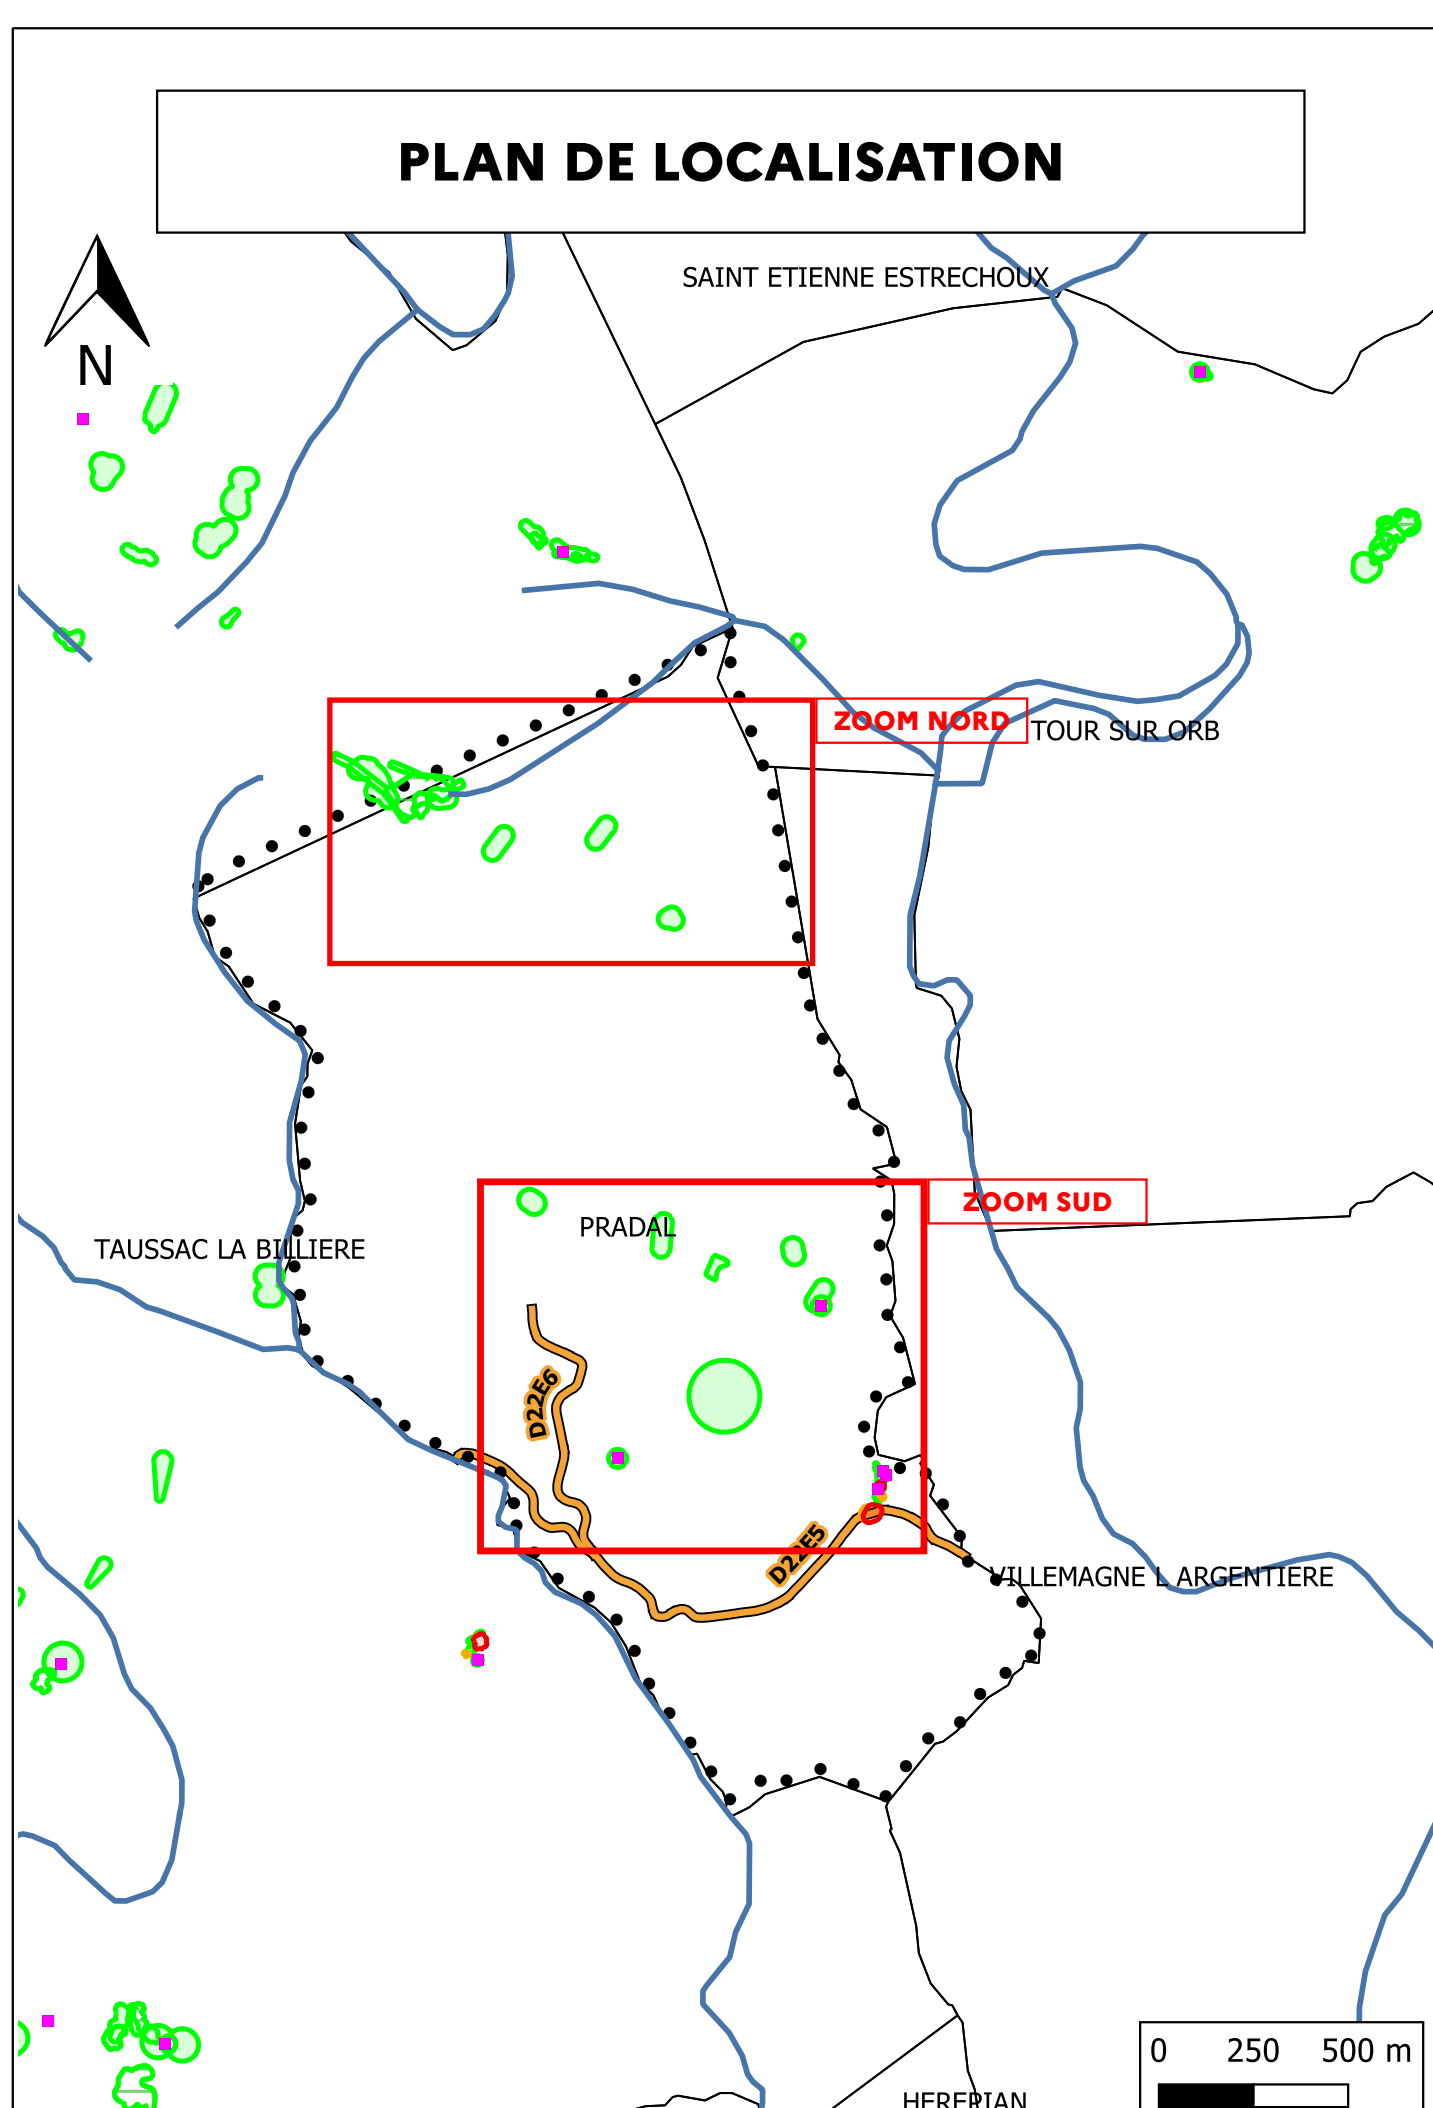 PLAN DE LOCALISATION
SAINT ETIENNE ESTRECHOUX
N
ZOOM NORD
TOUR SUR ORB
ZOOM SUD
PRADAL
TAUSSAC LA BILLIERE
D22E6
D22E5
VILLEMAGNE L ARGENTIERE
0 250 500 m
HEREPIAN